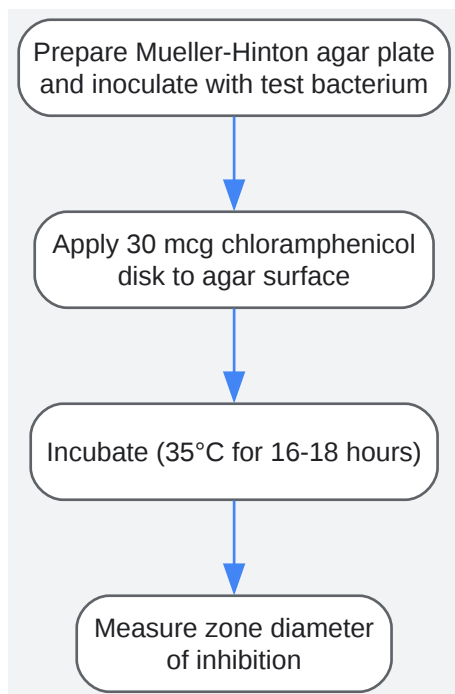 Prepare Mueller-Hinton agar plate
and inoculate with test bacterium
Apply 30 mcg chloramphenicol
disk to agar surface
Incubate (35°C for 16-18 hours)
Measure zone diameter
of inhibition